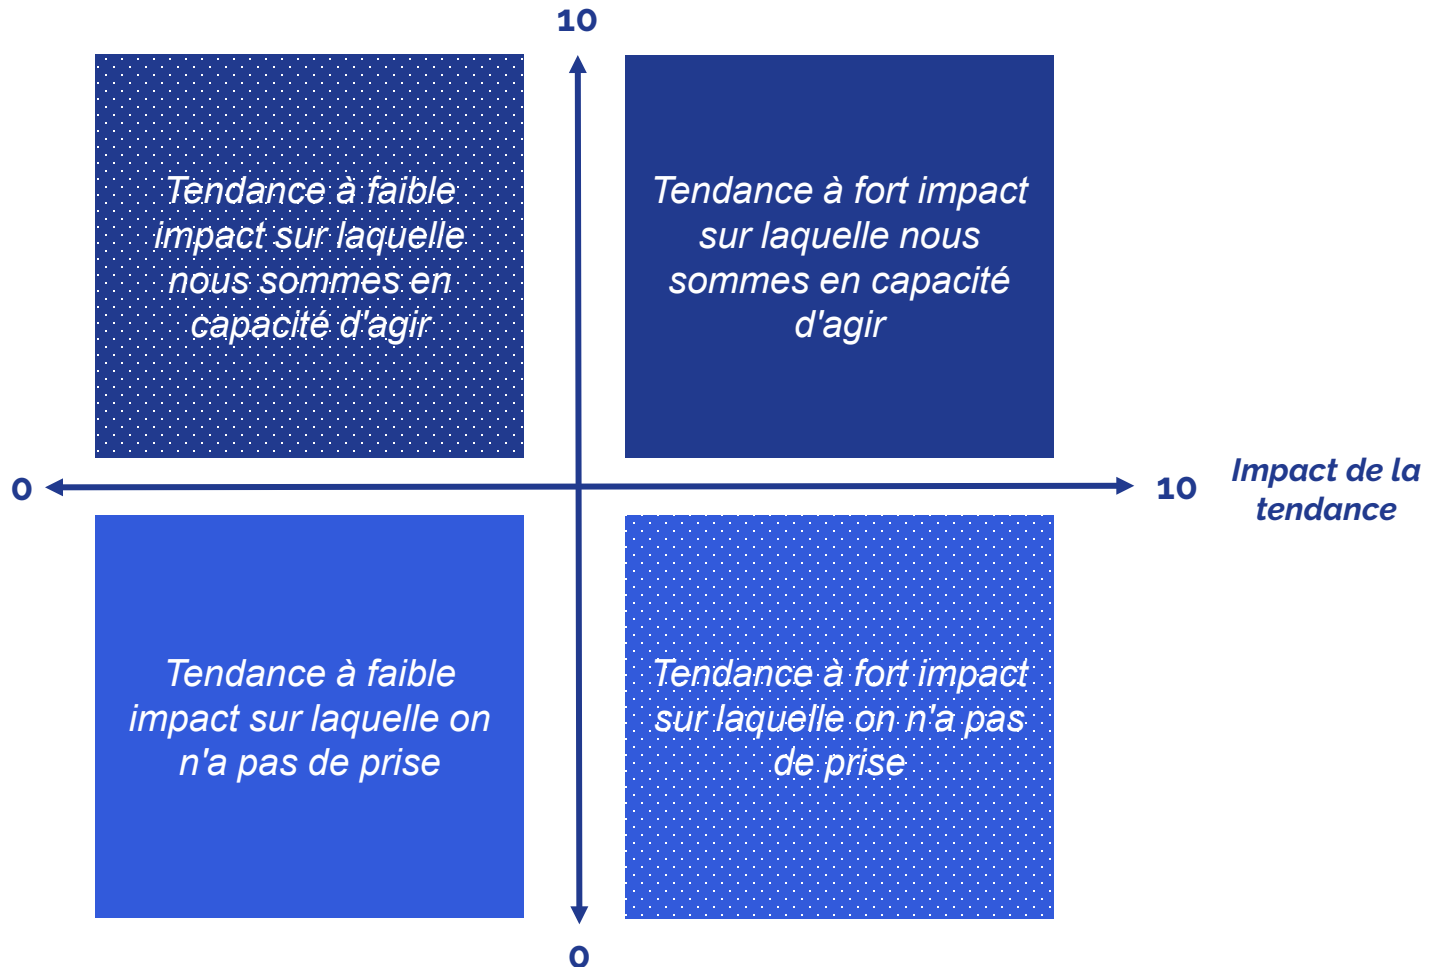 10
Tendance à faible
impact sur laquelle
nous sommes en
capacité d'agir
Tendance à fort impact
sur laquelle nous
sommes en capacité
d'agir
0
10
Impact de la
tendance
Tendance à faible
impact sur laquelle on
n'a pas de prise
Tendance à fort impact
sur laquelle on n'a pas
de prise
0